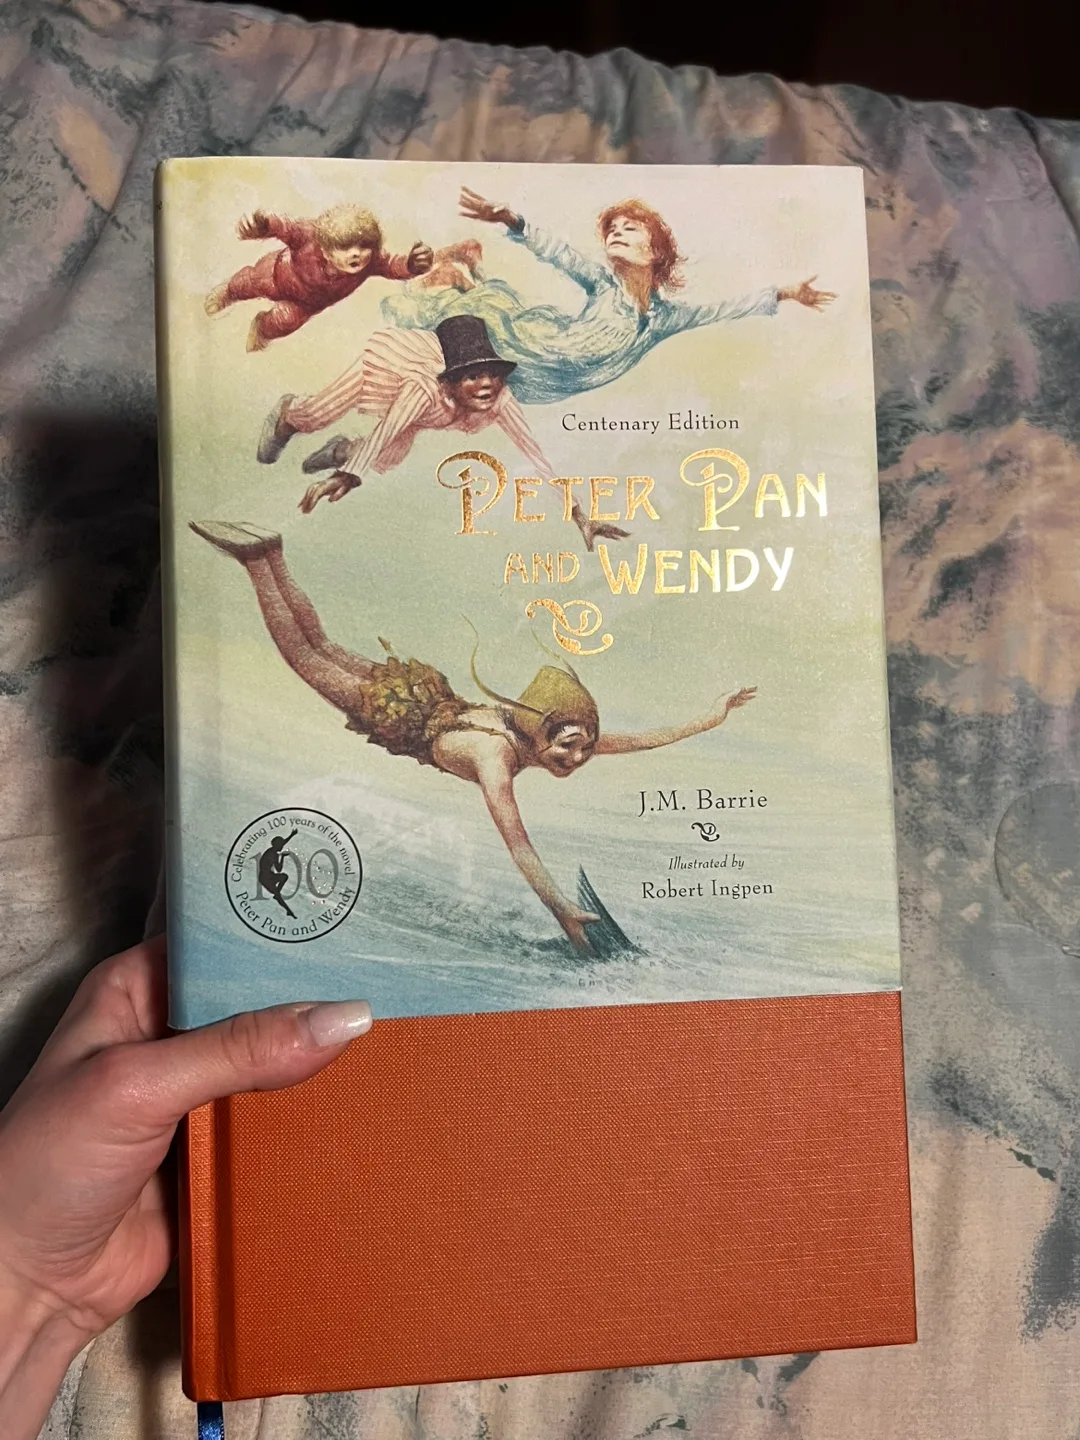 Centenary Edition
PETER PAN
AND WENDY
J.M. Barrie
Illustrated by
Robert Ingpen
Celebrating 100 years of the novel
100
Peter Pan and Wendy